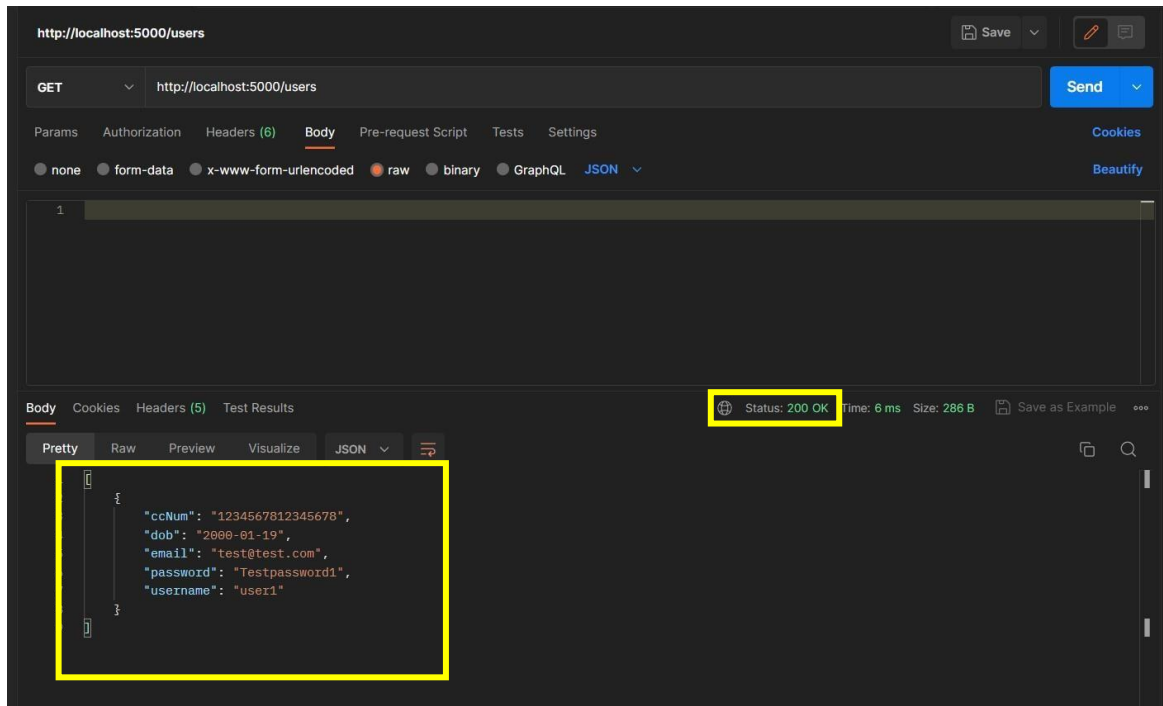 http://localhost:5000/users Save
GET http://localhost:5000/users Send
Params Authorization Headers (6) Body Pre-request Script Tests Settings Cookies
none form-data x-www-form-urlencoded raw binary GraphQL JSON Beautify
1
Body Cookies Headers (5) Test Results Status: 200 OK Time: 6 ms Size: 286 B Save as Example
Pretty Raw Preview Visualize JSON
[
{
"ccNum": "1234567812345678",
"dob": "2000-01-19",
"email": "test@test.com",
"password": "Testpassword1",
"username": "user1"
}
]